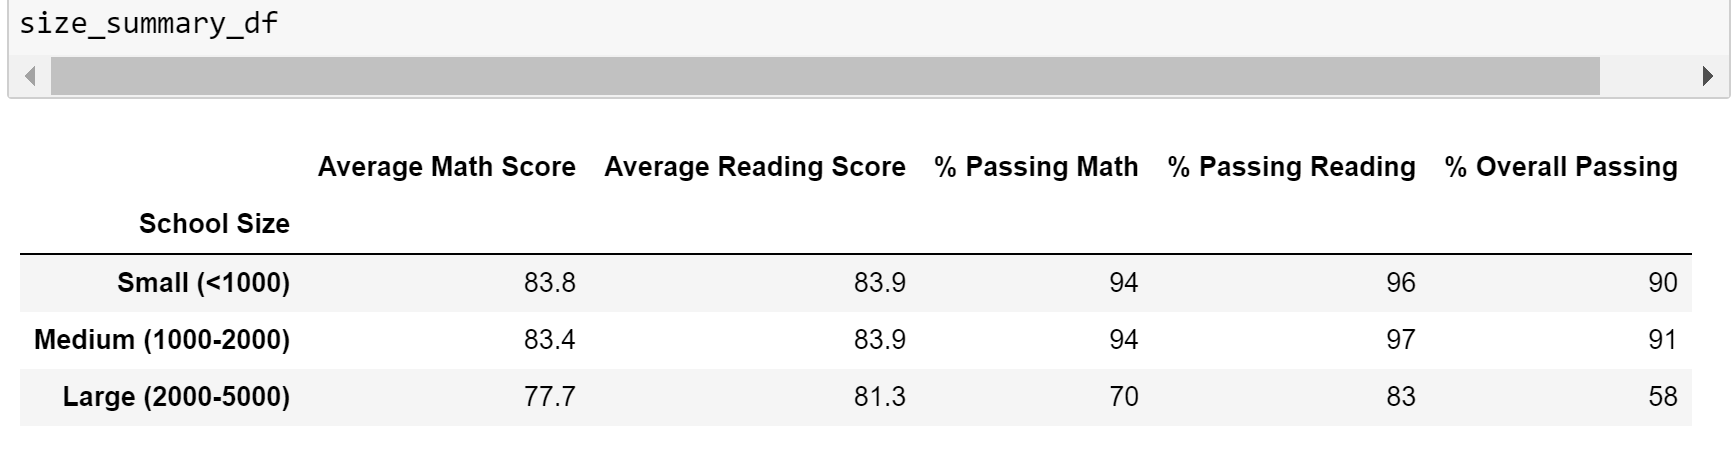 size_summary_df
Average Math Score Average Reading Score % Passing Math % Passing Reading % Overall Passing
School Size
Small (<1000) 83.8 83.9 94 96 90
Medium (1000-2000) 83.4 83.9 94 97 91
Large (2000-5000) 77.7 81.3 70 83 58